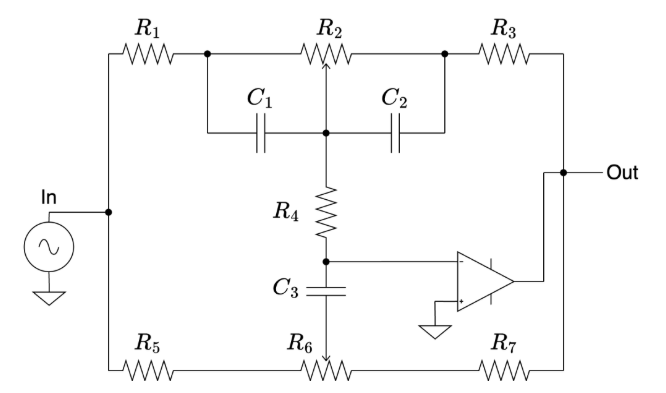 R1 R2 R3
C1 C2
In
Out
R4
-
C3
+
R5 R6 R7